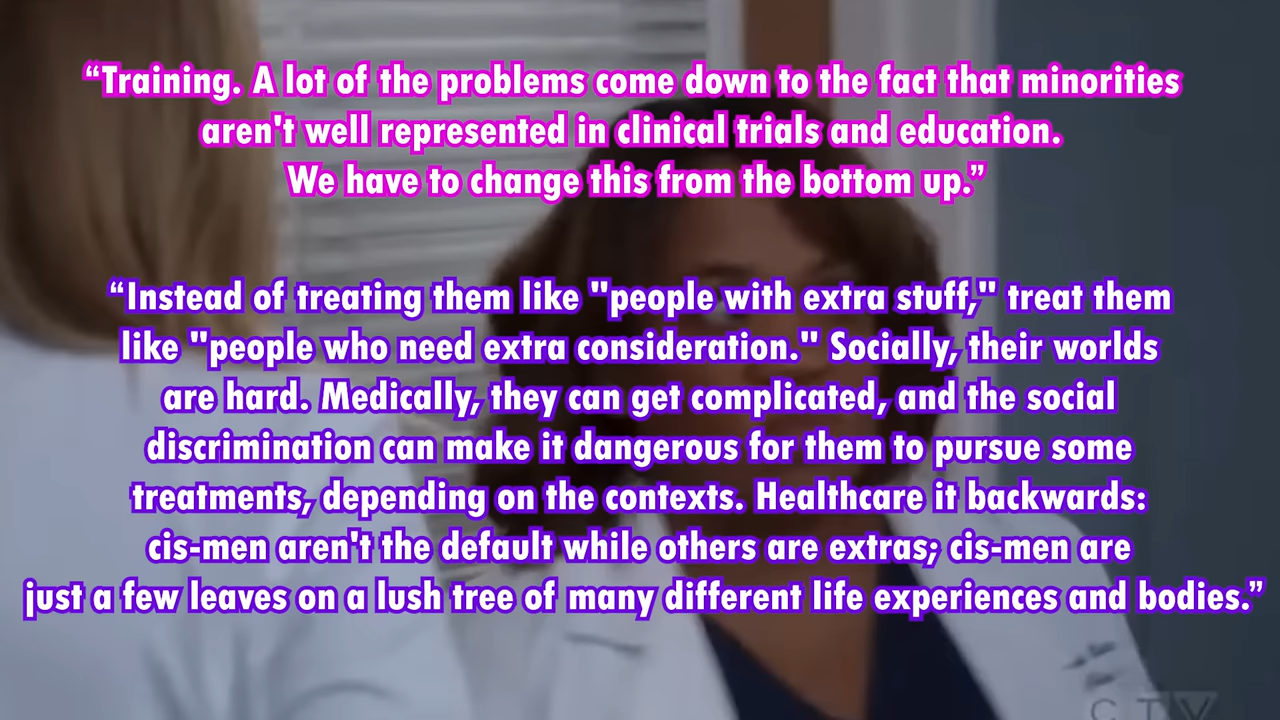 “Training. A lot of the problems come down to the fact that minorities
aren't well represented in clinical trials and education.
We have to change this from the bottom up.”
“Instead of treating them like "people with extra stuff," treat them
like "people who need extra consideration." Socially, their worlds
are hard. Medically, they can get complicated, and the social
discrimination can make it dangerous for them to pursue some
treatments, depending on the contexts. Healthcare it backwards:
cis-men aren't the default while others are extras; cis-men are
just a few leaves on a lush tree of many different life experiences and bodies.”
CTV